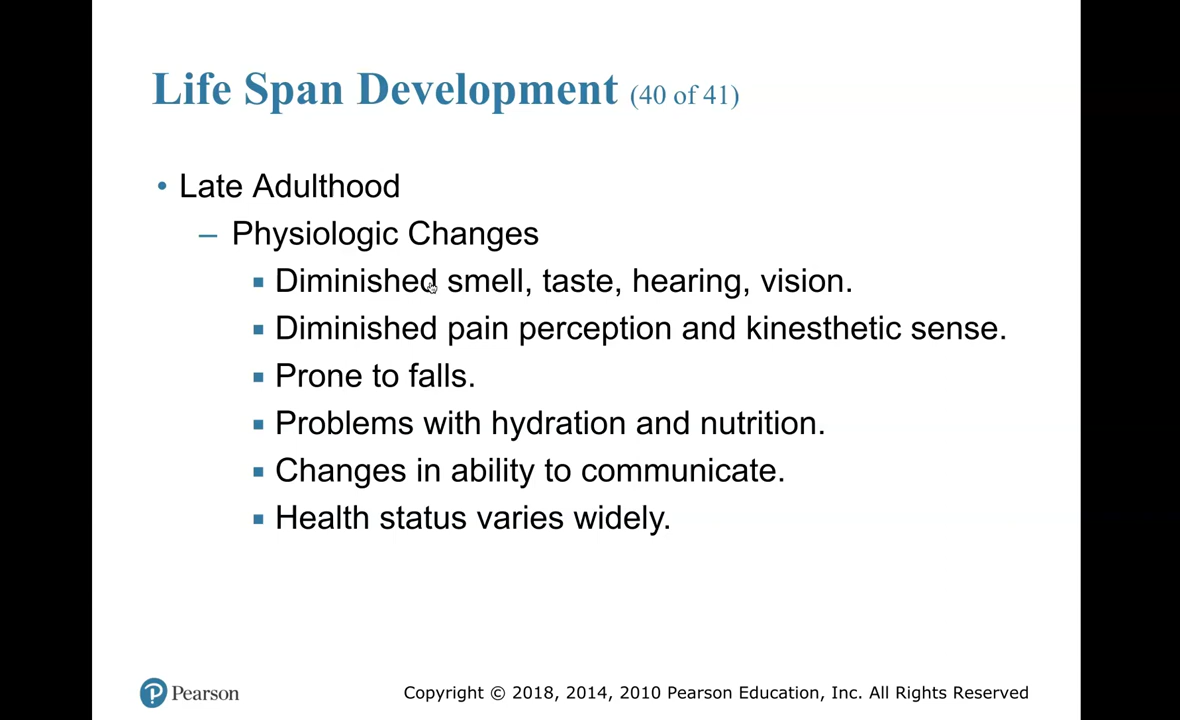 Life Span Development (40 of 41)
• Late Adulthood
– Physiologic Changes
▪ Diminished smell, taste, hearing, vision.
▪ Diminished pain perception and kinesthetic sense.
▪ Prone to falls.
▪ Problems with hydration and nutrition.
▪ Changes in ability to communicate.
▪ Health status varies widely.
P Pearson
Copyright © 2018, 2014, 2010 Pearson Education, Inc. All Rights Reserved